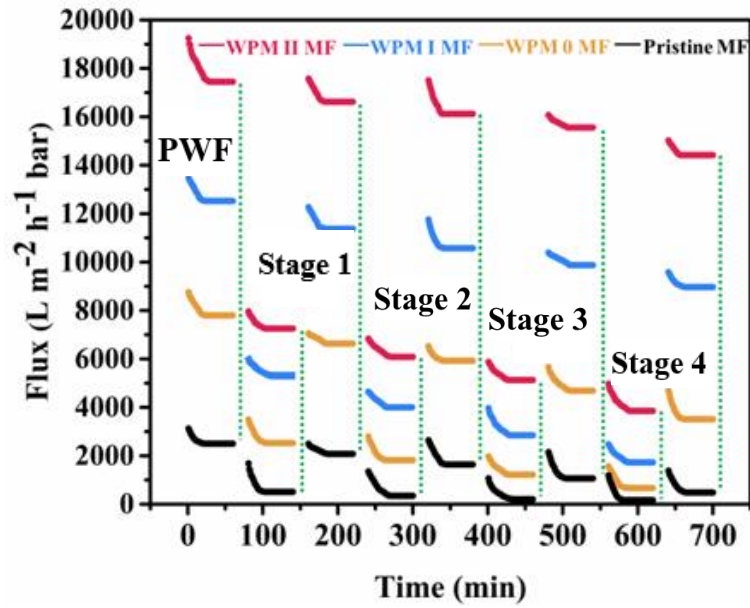 WPM II MF WPM I MF WPM 0 MF Pristine MF
20000
18000
16000
14000
12000
10000
8000
6000
4000
2000
0
Flux (L m⁻² h⁻¹ bar)
PWF
Stage 1
Stage 2
Stage 3
Stage 4
0 100 200 300 400 500 600 700
Time (min)